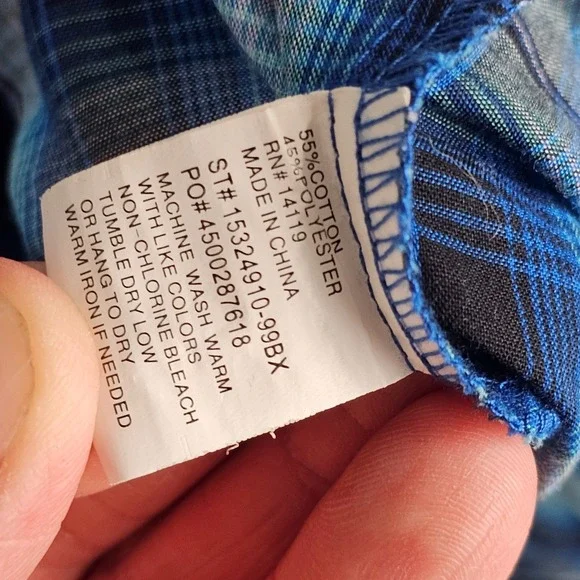 55%COTTON
45%POLYESTER
RN# 14119
MADE IN CHINA
ST# 15324910-99BX
PO# 4500287618
MACHINE WASH WARM
WITH LIKE COLORS
NON-CHLORINE BLEACH
TUMBLE DRY LOW
OR HANG TO DRY
WARM IRON IF NEEDED